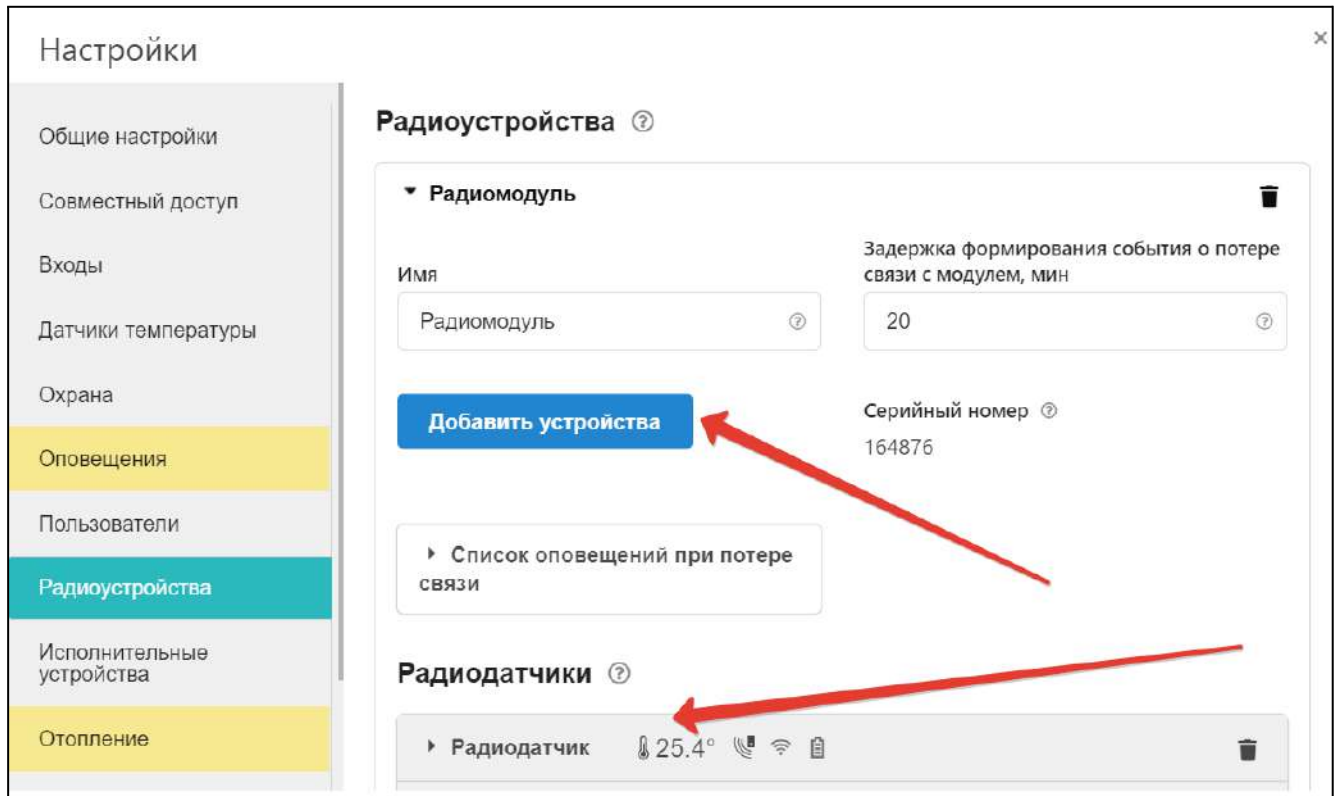 Настройки
Общие настройки
Совместный доступ
Входы
Датчики температуры
Охрана
Оповещения
Пользователи
Радиоустройства
Исполнительные
устройства
Отопление
Радиоустройства
Радиомодуль
Имя
Радиомодуль
Задержка формирования события о потере
связи с модулем, мин
20
Добавить устройства
Серийный номер
164876
Список оповещений при потере
связи
Радиодатчики
Радиодатчик 25.4°